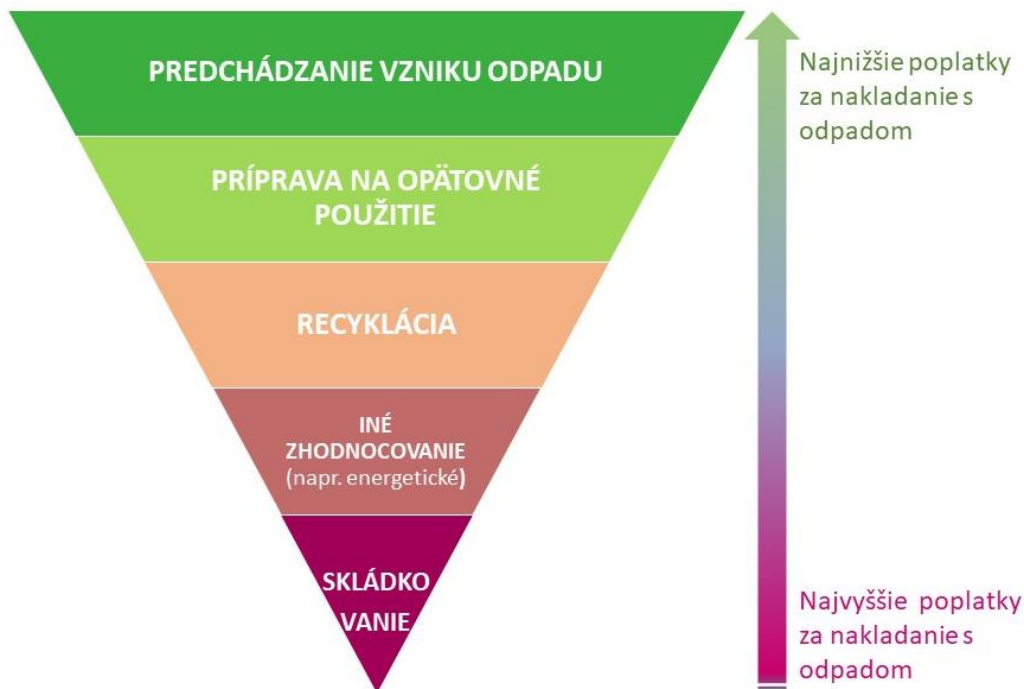 PREDCHÁDZANIE VZNIKU ODPADU
PRÍPRAVA NA OPÄTOVNÉ
POUŽITIE
RECYKLÁCIA
INÉ
ZHODNOCOVANIE
(napr. energetické)
SKLÁDKO
VANIE
Najnižšie poplatky
za nakladanie s
odpadom
Najvyššie poplatky
za nakladanie s
odpadom